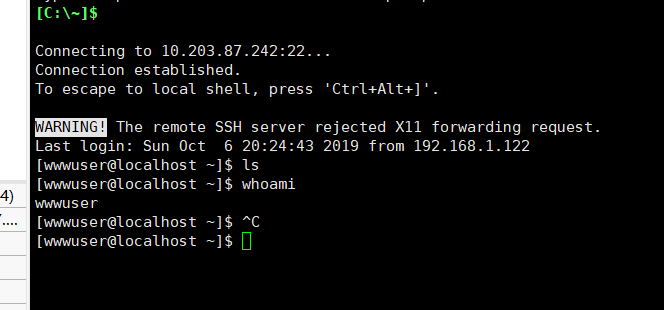 [C:\~]$
Connecting to 10.203.87.242:22...
Connection established.
To escape to local shell, press 'Ctrl+Alt+]'.
WARNING! The remote SSH server rejected X11 forwarding request.
Last login: Sun Oct  6 20:24:43 2019 from 192.168.1.122
[wwwuser@localhost ~]$ ls
[wwwuser@localhost ~]$ whoami
wwwuser
[wwwuser@localhost ~]$ ^C
[wwwuser@localhost ~]$
4)
....